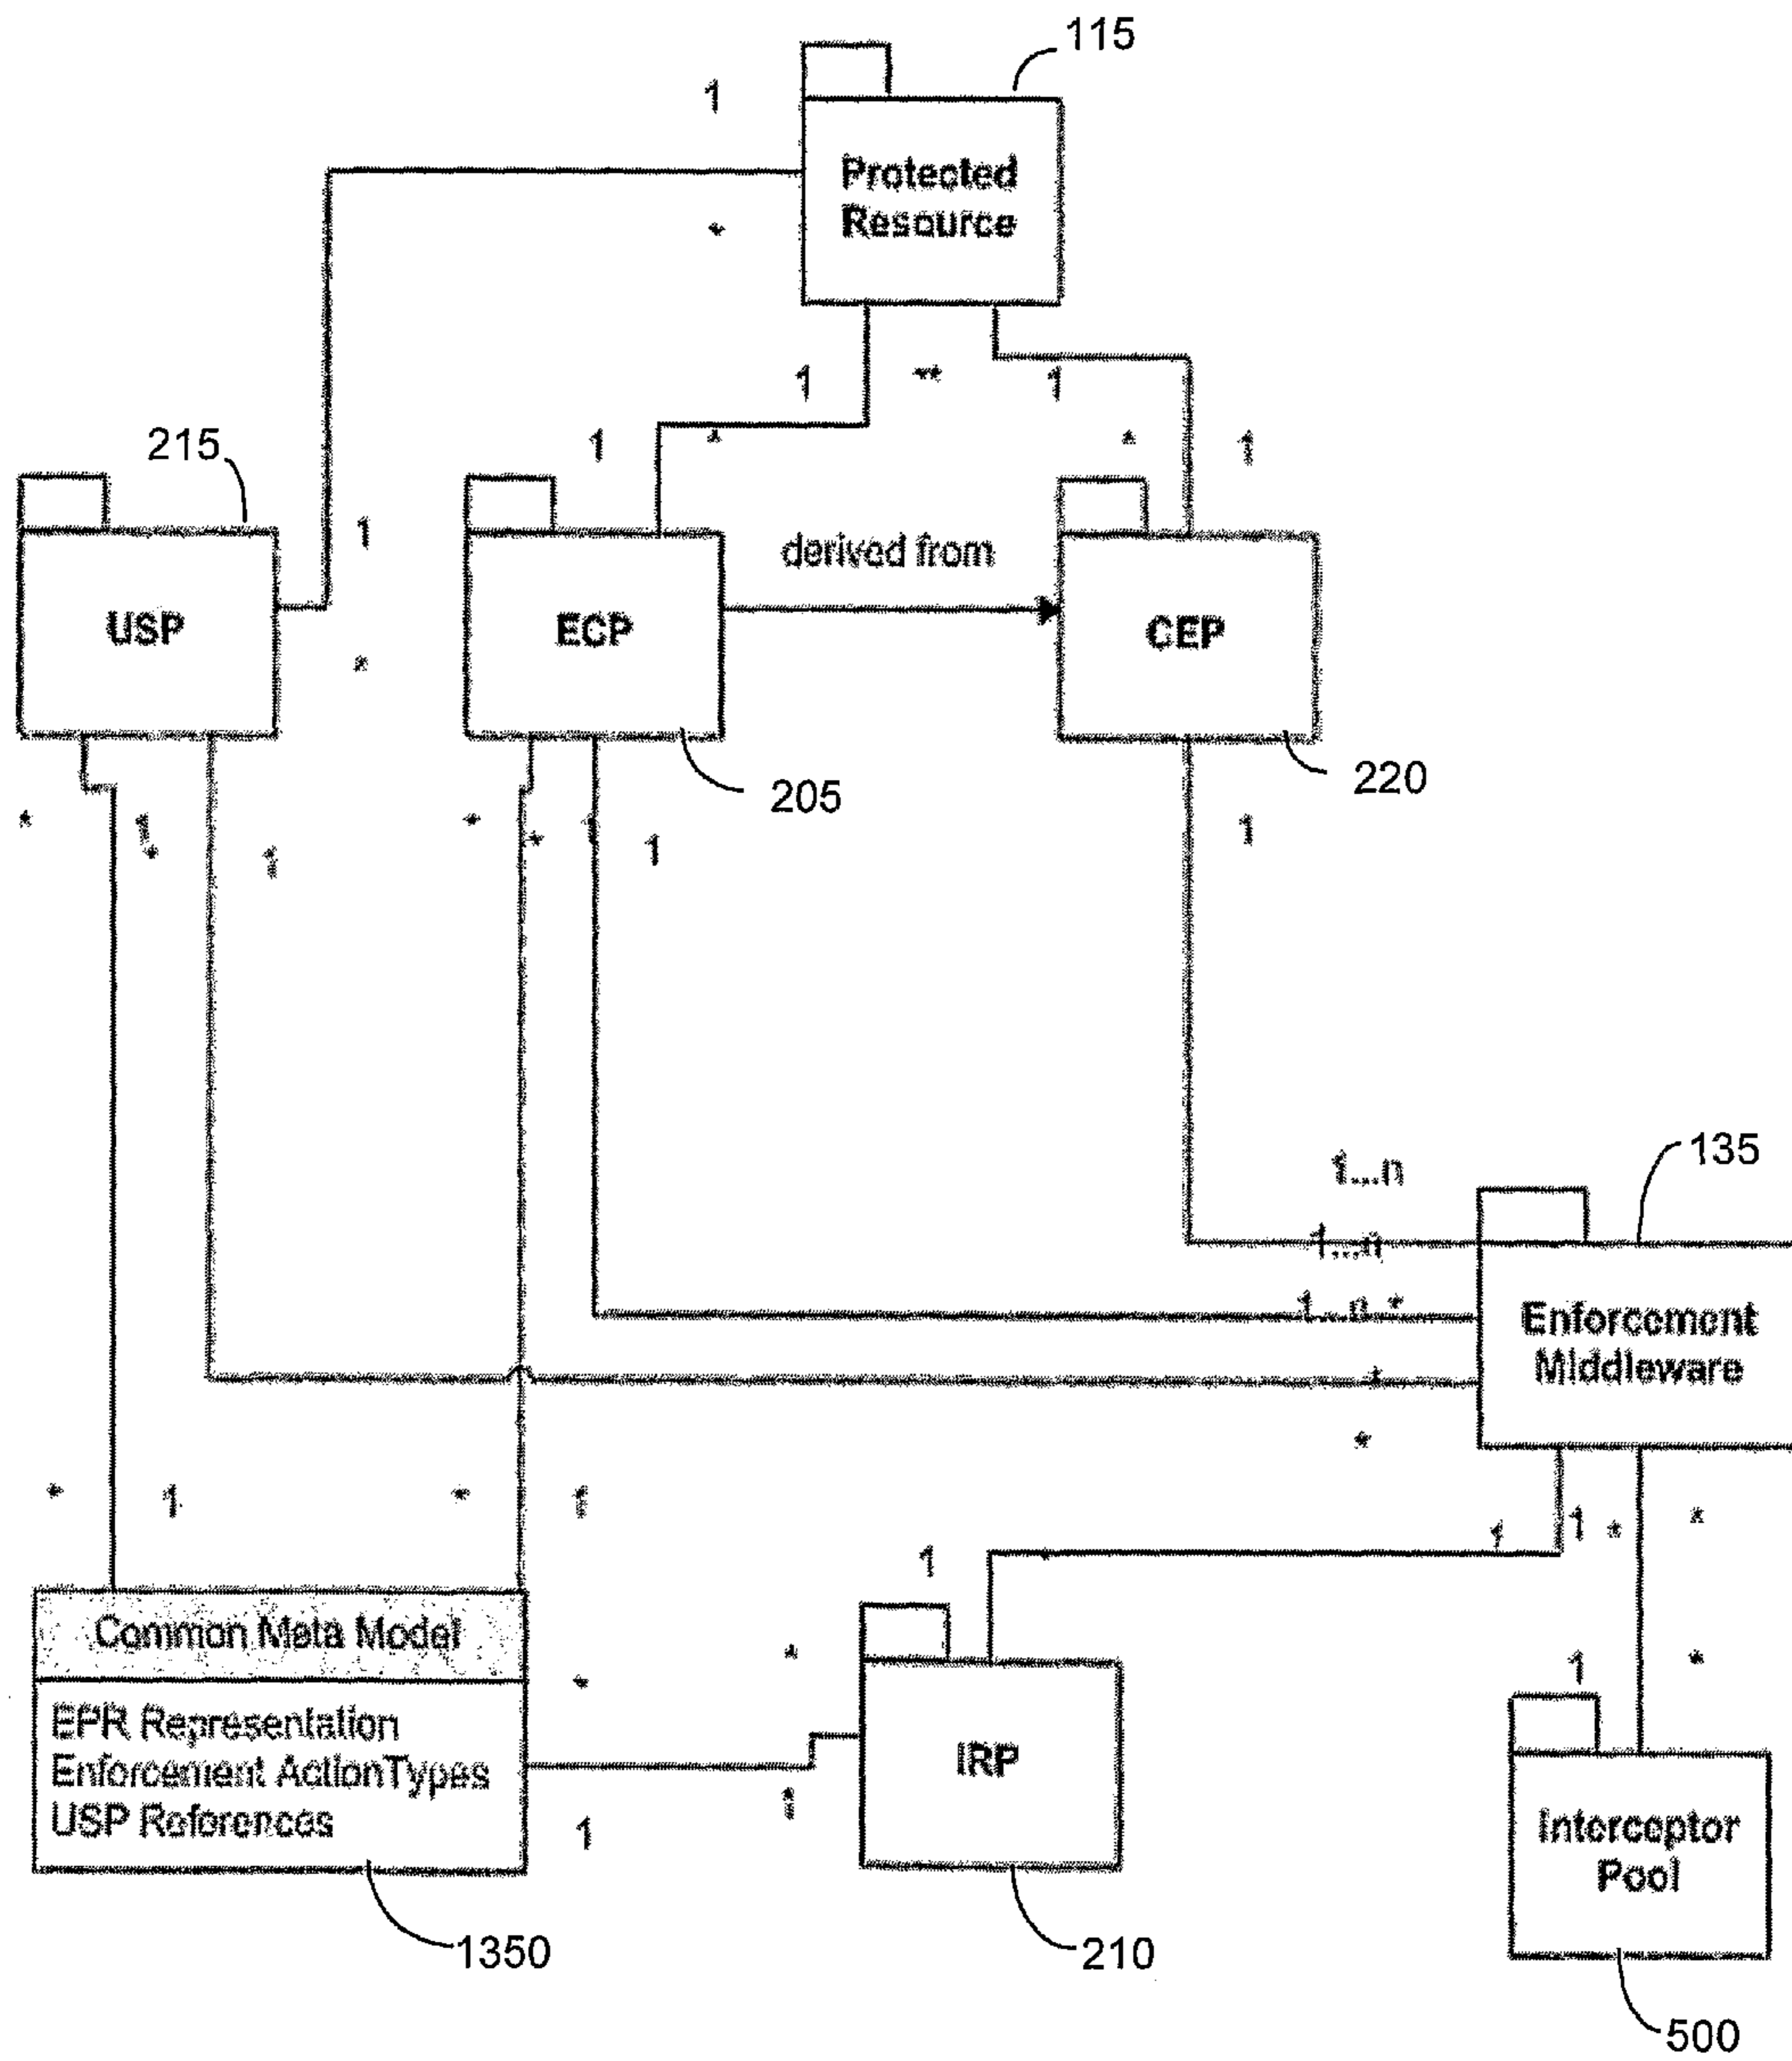 115
1
Protected
Resource
*
1
**
1
215
1
*
*
1
1
derived from
USP
ECP
CEP
*
205
220
*
1
*
1
*
*
1
1
1
1...n
135
1...n
1...n *
Enforcement
Middleware
*
*
*
1
*
1
1
1
*
*
1
Common Meta Model
*
*
1
*
EPR Representation
Enforcement ActionTypes
USP References
IRP
1
1
Interceptor
Pool
1350
210
500